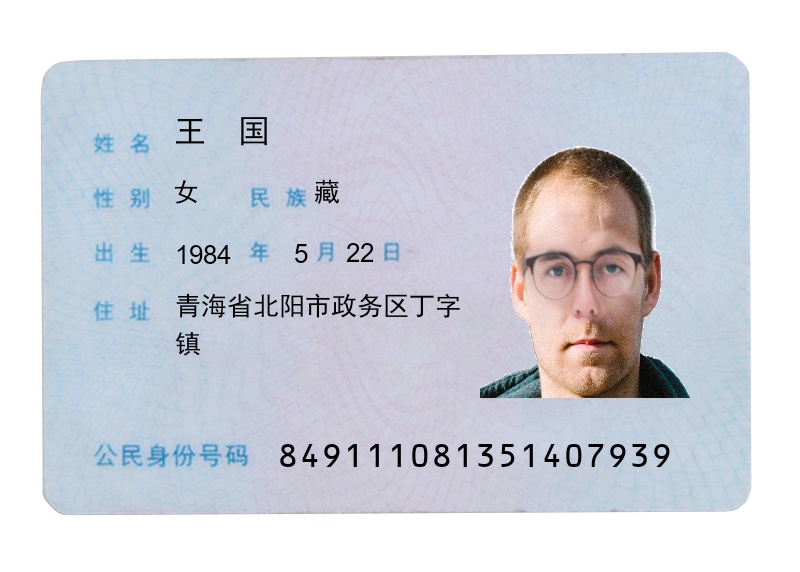 姓名 王国
性别 女 民族 藏
出生 1984 年 5 月 22 日
住址 青海省北阳市政务区丁字
镇
公民身份号码 849111081351407939